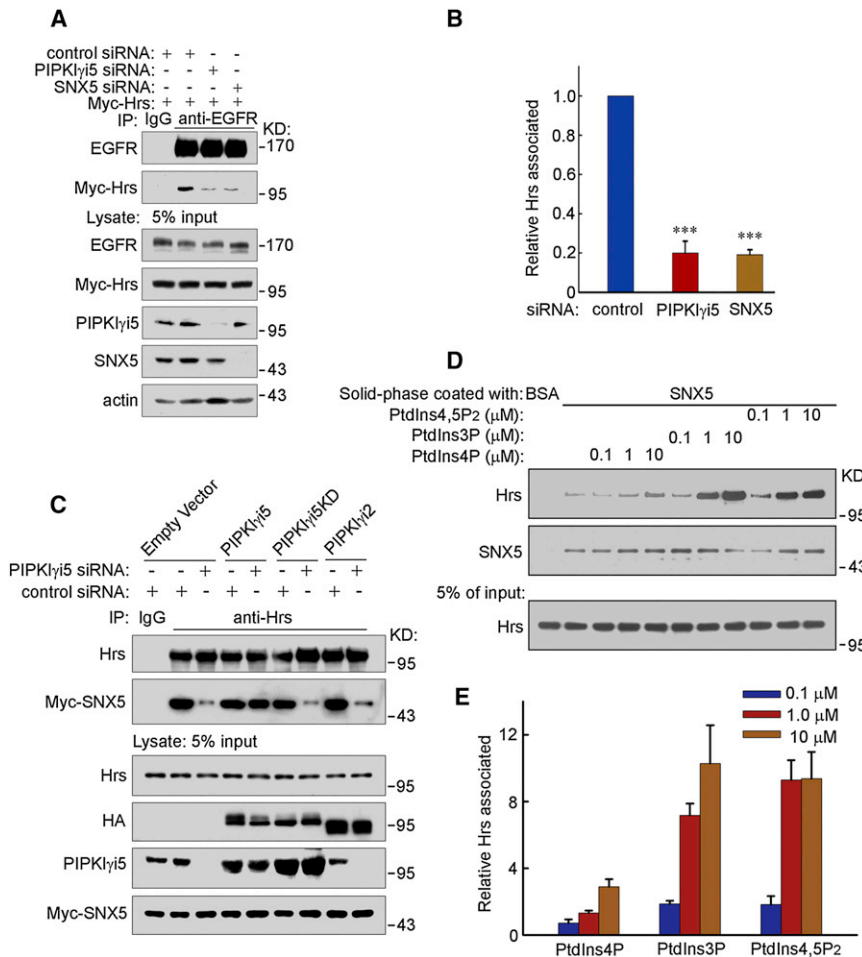 A
control siRNA: + + - -
PIPKIγi5 siRNA: - - + -
SNX5 siRNA: - - - +
Myc-Hrs: + + + +
IP: IgG anti-EGFR KD:
EGFR -170
Myc-Hrs -95
Lysate: 5% input
EGFR -170
Myc-Hrs -95
PIPKIγi5 -95
SNX5 -43
actin -43
B
Relative Hrs associated
1.0
0.8
0.6
0.4
0.2
0
*** ***
siRNA: control PIPKIγi5 SNX5
C
Empty Vector PIPKIγi5 PIPKIγi5KD PIPKIγi2
PIPKIγi5 siRNA: - - + - + - + - +
control siRNA: + + - + - + - + -
IP: IgG anti-Hrs KD:
Hrs -95
Myc-SNX5 -43
Lysate: 5% input
Hrs -95
HA -95
PIPKIγi5 -95
Myc-SNX5 -43
D
Solid-phase coated with: BSA SNX5
PtdIns4,5P2 (μM): 0.1 1 10
PtdIns3P (μM): 0.1 1 10
PtdIns4P (μM): 0.1 1 10
KD
Hrs -95
SNX5 -43
5% of input:
Hrs -95
E
0.1 μM
1.0 μM
10 μM
Relative Hrs associated
12
8
4
0
PtdIns4P PtdIns3P PtdIns4,5P2